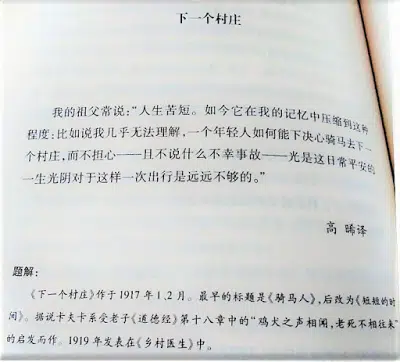 下一个村庄
我的祖父常说:“人生苦短。如今它在我的记忆中压缩到这种
程度:比如说我几乎无法理解,一个年轻人如何能下决心骑马去下一
个村庄,而不担心——且不说什么不幸事故——光是这日常平安的
一生光阴对于这样一次出行是远远不够的。”
高 晞译
题解:
《下一个村庄》作于1917年1、2月。最早的标题是《骑马人》,后改为《短短的时
间》。据说卡夫卡系受老子《道德经》第十八章中的“鸡犬之声相闻,老死不相往来”
的启发而作。1919年发表在《乡村医生》中。